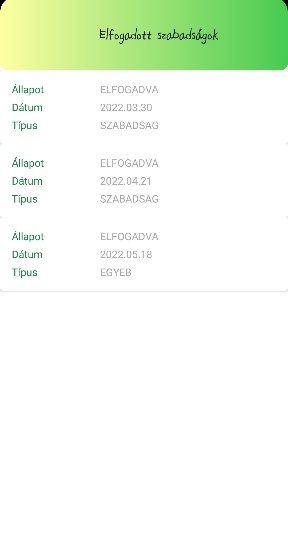 Elfogadott szabadságok
Állapot ELFOGADVA
Dátum 2022.03.30
Típus SZABADSAG
Állapot ELFOGADVA
Dátum 2022.04.21
Típus SZABADSAG
Állapot ELFOGADVA
Dátum 2022.05.18
Típus EGYEB